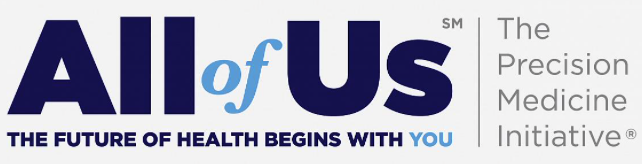 All of Us℠
THE FUTURE OF HEALTH BEGINS WITH YOU
The
Precision
Medicine
Initiative®